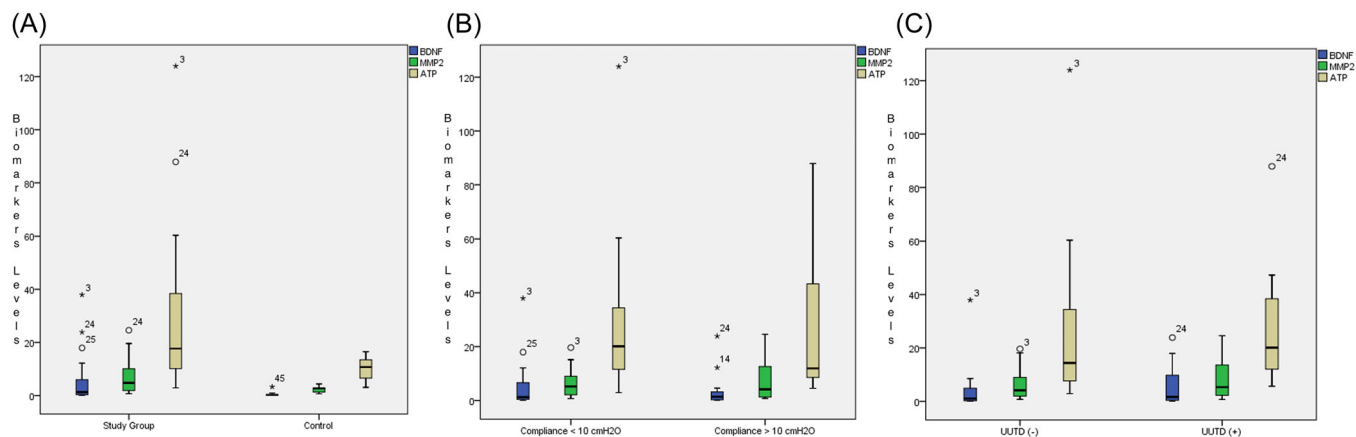 (A)
Biomarkers Levels
120
100
80
60
40
20
0
*3
○24
*3
*24
○25
○24
*45
Study Group
Control
BDNF
MMP2
ATP
(B)
Biomarkers Levels
120
100
80
60
40
20
0
*3
*3
○25
○3
*24
*14
Compliance < 10 cmH2O
Compliance > 10 cmH2O
BDNF
MMP2
ATP
(C)
Biomarkers Levels
120
100
80
60
40
20
0
*3
*3
○3
○24
○24
UUTD (-)
UUTD (+)
BDNF
MMP2
ATP